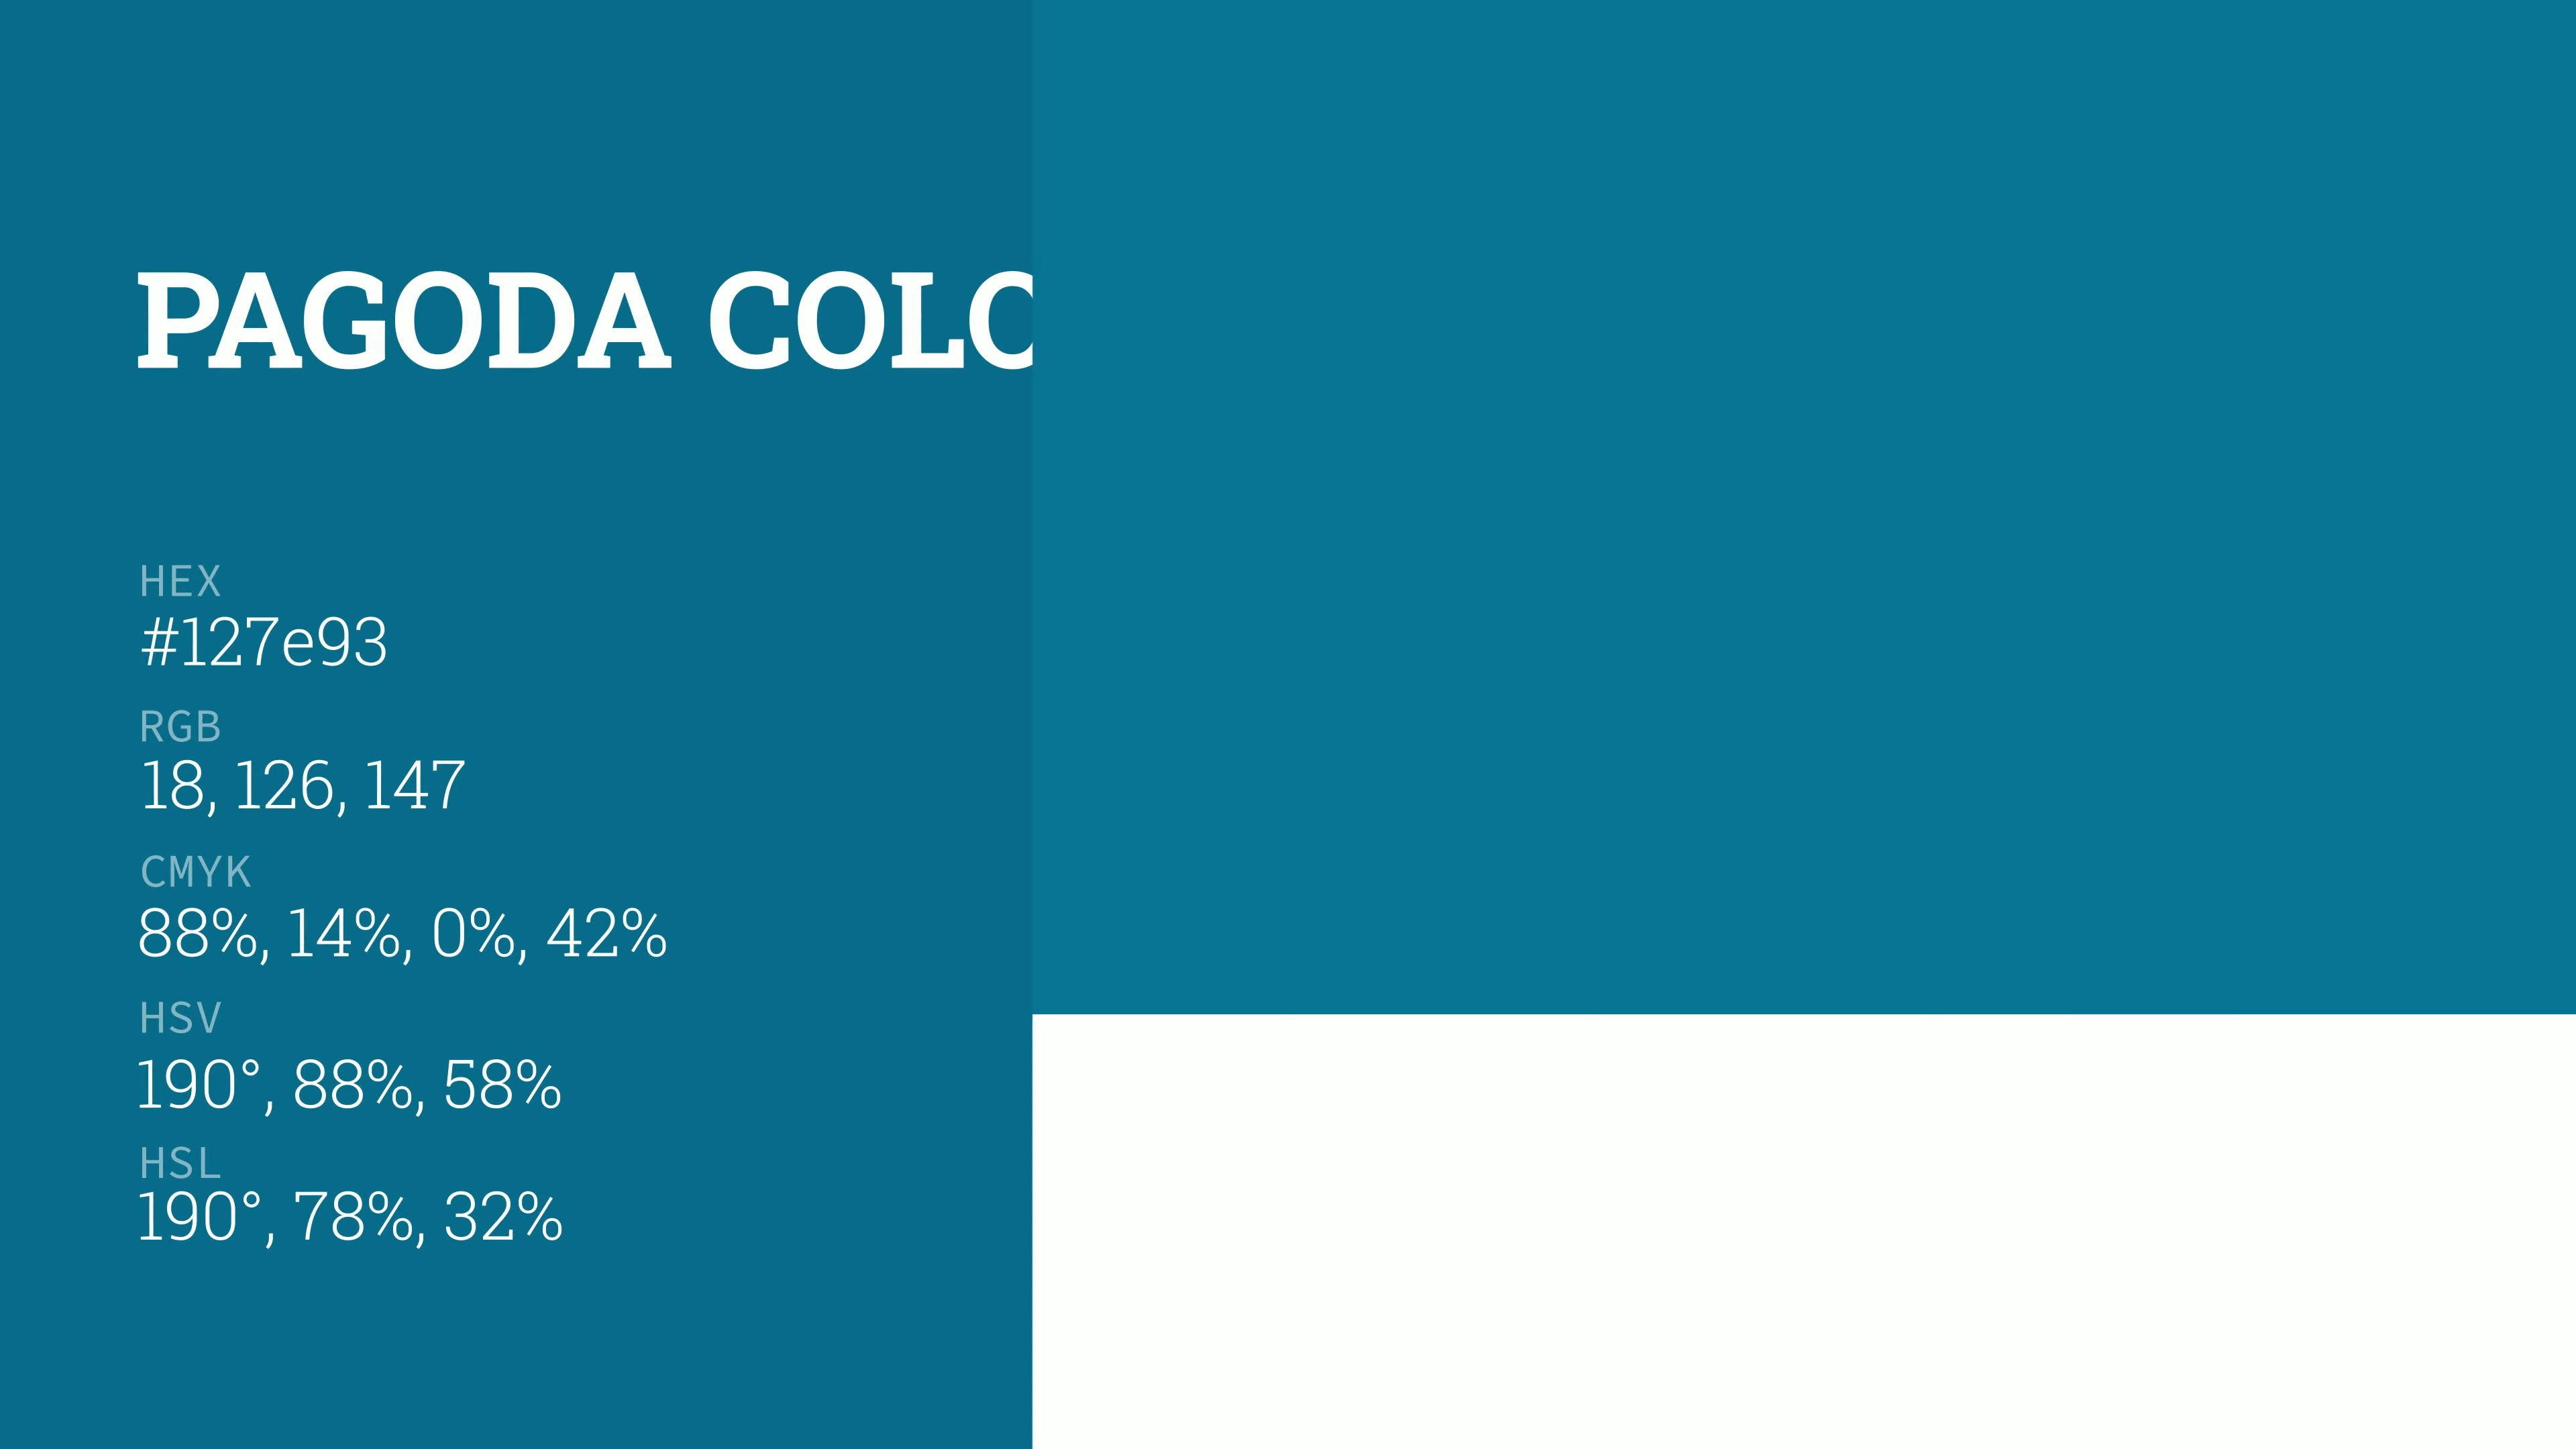 PAGODA COLO
HEX
#127e93
RGB
18, 126, 147
CMYK
88%, 14%, 0%, 42%
HSV
190°, 88%, 58%
HSL
190°, 78%, 32%